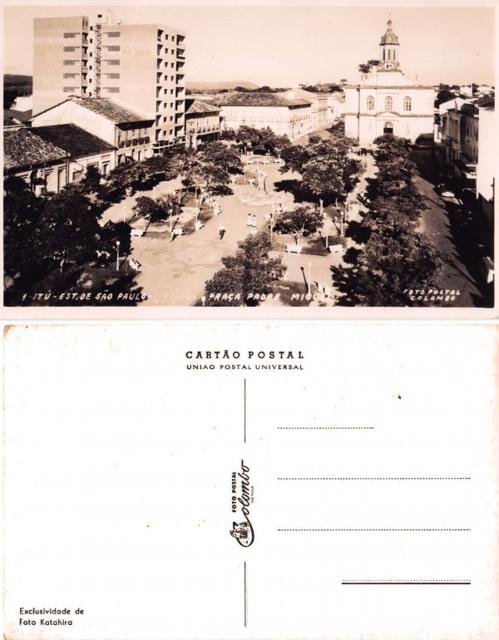 1-ITÚ-EST. DE SÃO PAULO
PRAÇA PADRE
FOTO POSTAL
COLOMBO
CARTÃO POSTAL
UNIAO POSTAL UNIVERSAL
FOTO POSTAL
Colombo
Exclusividade de
Foto Katahira